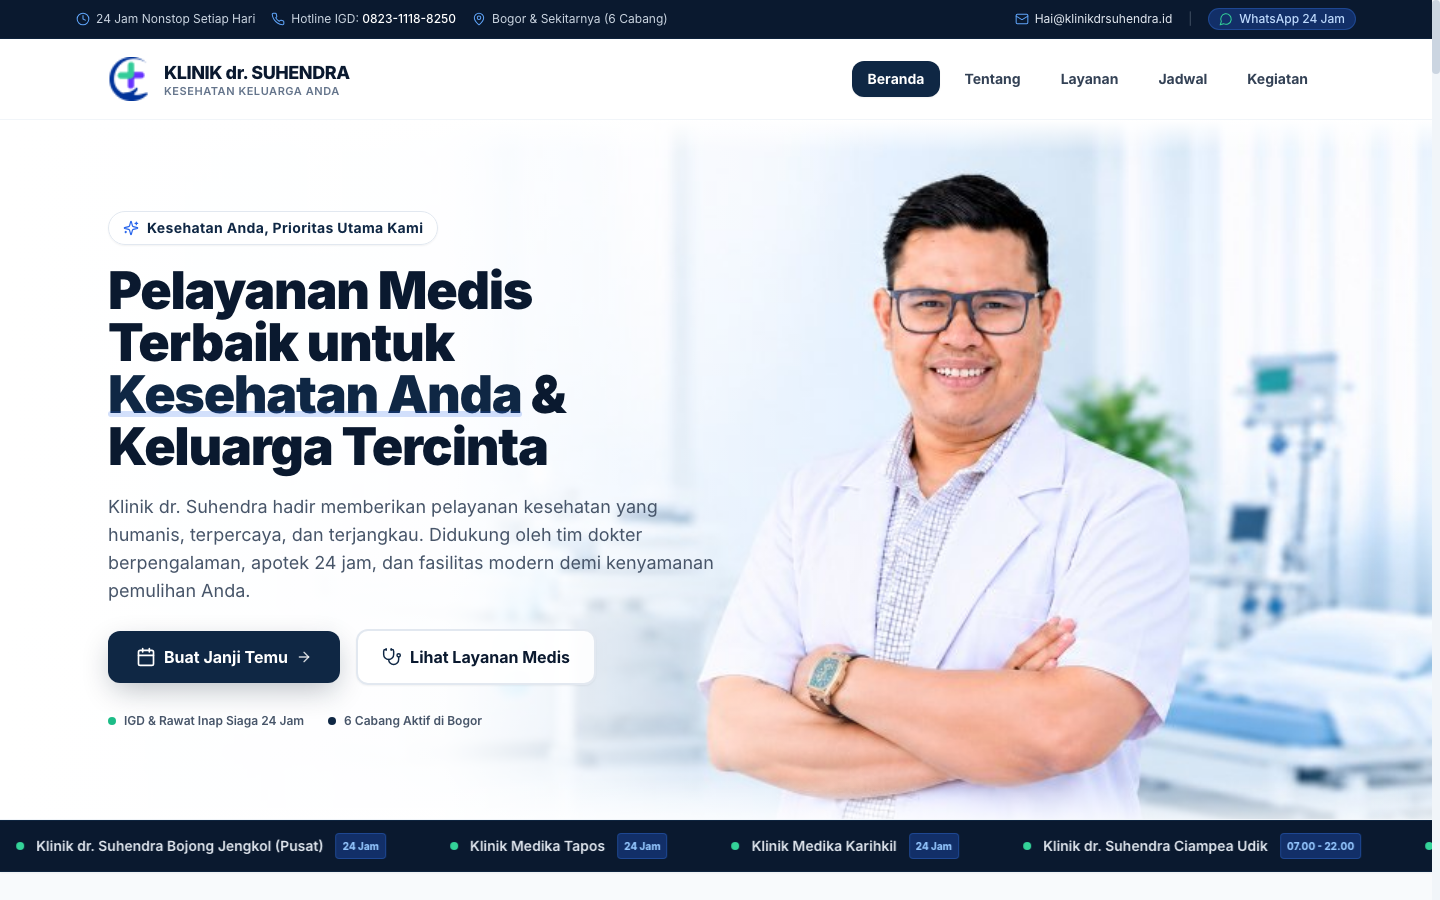 24 Jam Nonstop Setiap Hari
Hotline IGD: 0823-1118-8250
Bogor & Sekitarnya (6 Cabang)
Hai@klinikdrsuhendra.id
WhatsApp 24 Jam
KLINIK dr. SUHENDRA
KESEHATAN KELUARGA ANDA
Beranda
Tentang
Layanan
Jadwal
Kegiatan
Kesehatan Anda, Prioritas Utama Kami
Pelayanan Medis
Terbaik untuk
Kesehatan Anda &
Keluarga Tercinta
Klinik dr. Suhendra hadir memberikan pelayanan kesehatan yang
humanis, terpercaya, dan terjangkau. Didukung oleh tim dokter
berpengalaman, apotek 24 jam, dan fasilitas modern demi kenyamanan
pemulihan Anda.
Buat Janji Temu
Lihat Layanan Medis
IGD & Rawat Inap Siaga 24 Jam
6 Cabang Aktif di Bogor
Klinik dr. Suhendra Bojong Jengkol (Pusat)
24 Jam
Klinik Medika Tapos
24 Jam
Klinik Medika Karihkil
24 Jam
Klinik dr. Suhendra Ciampea Udik
07.00 - 22.00